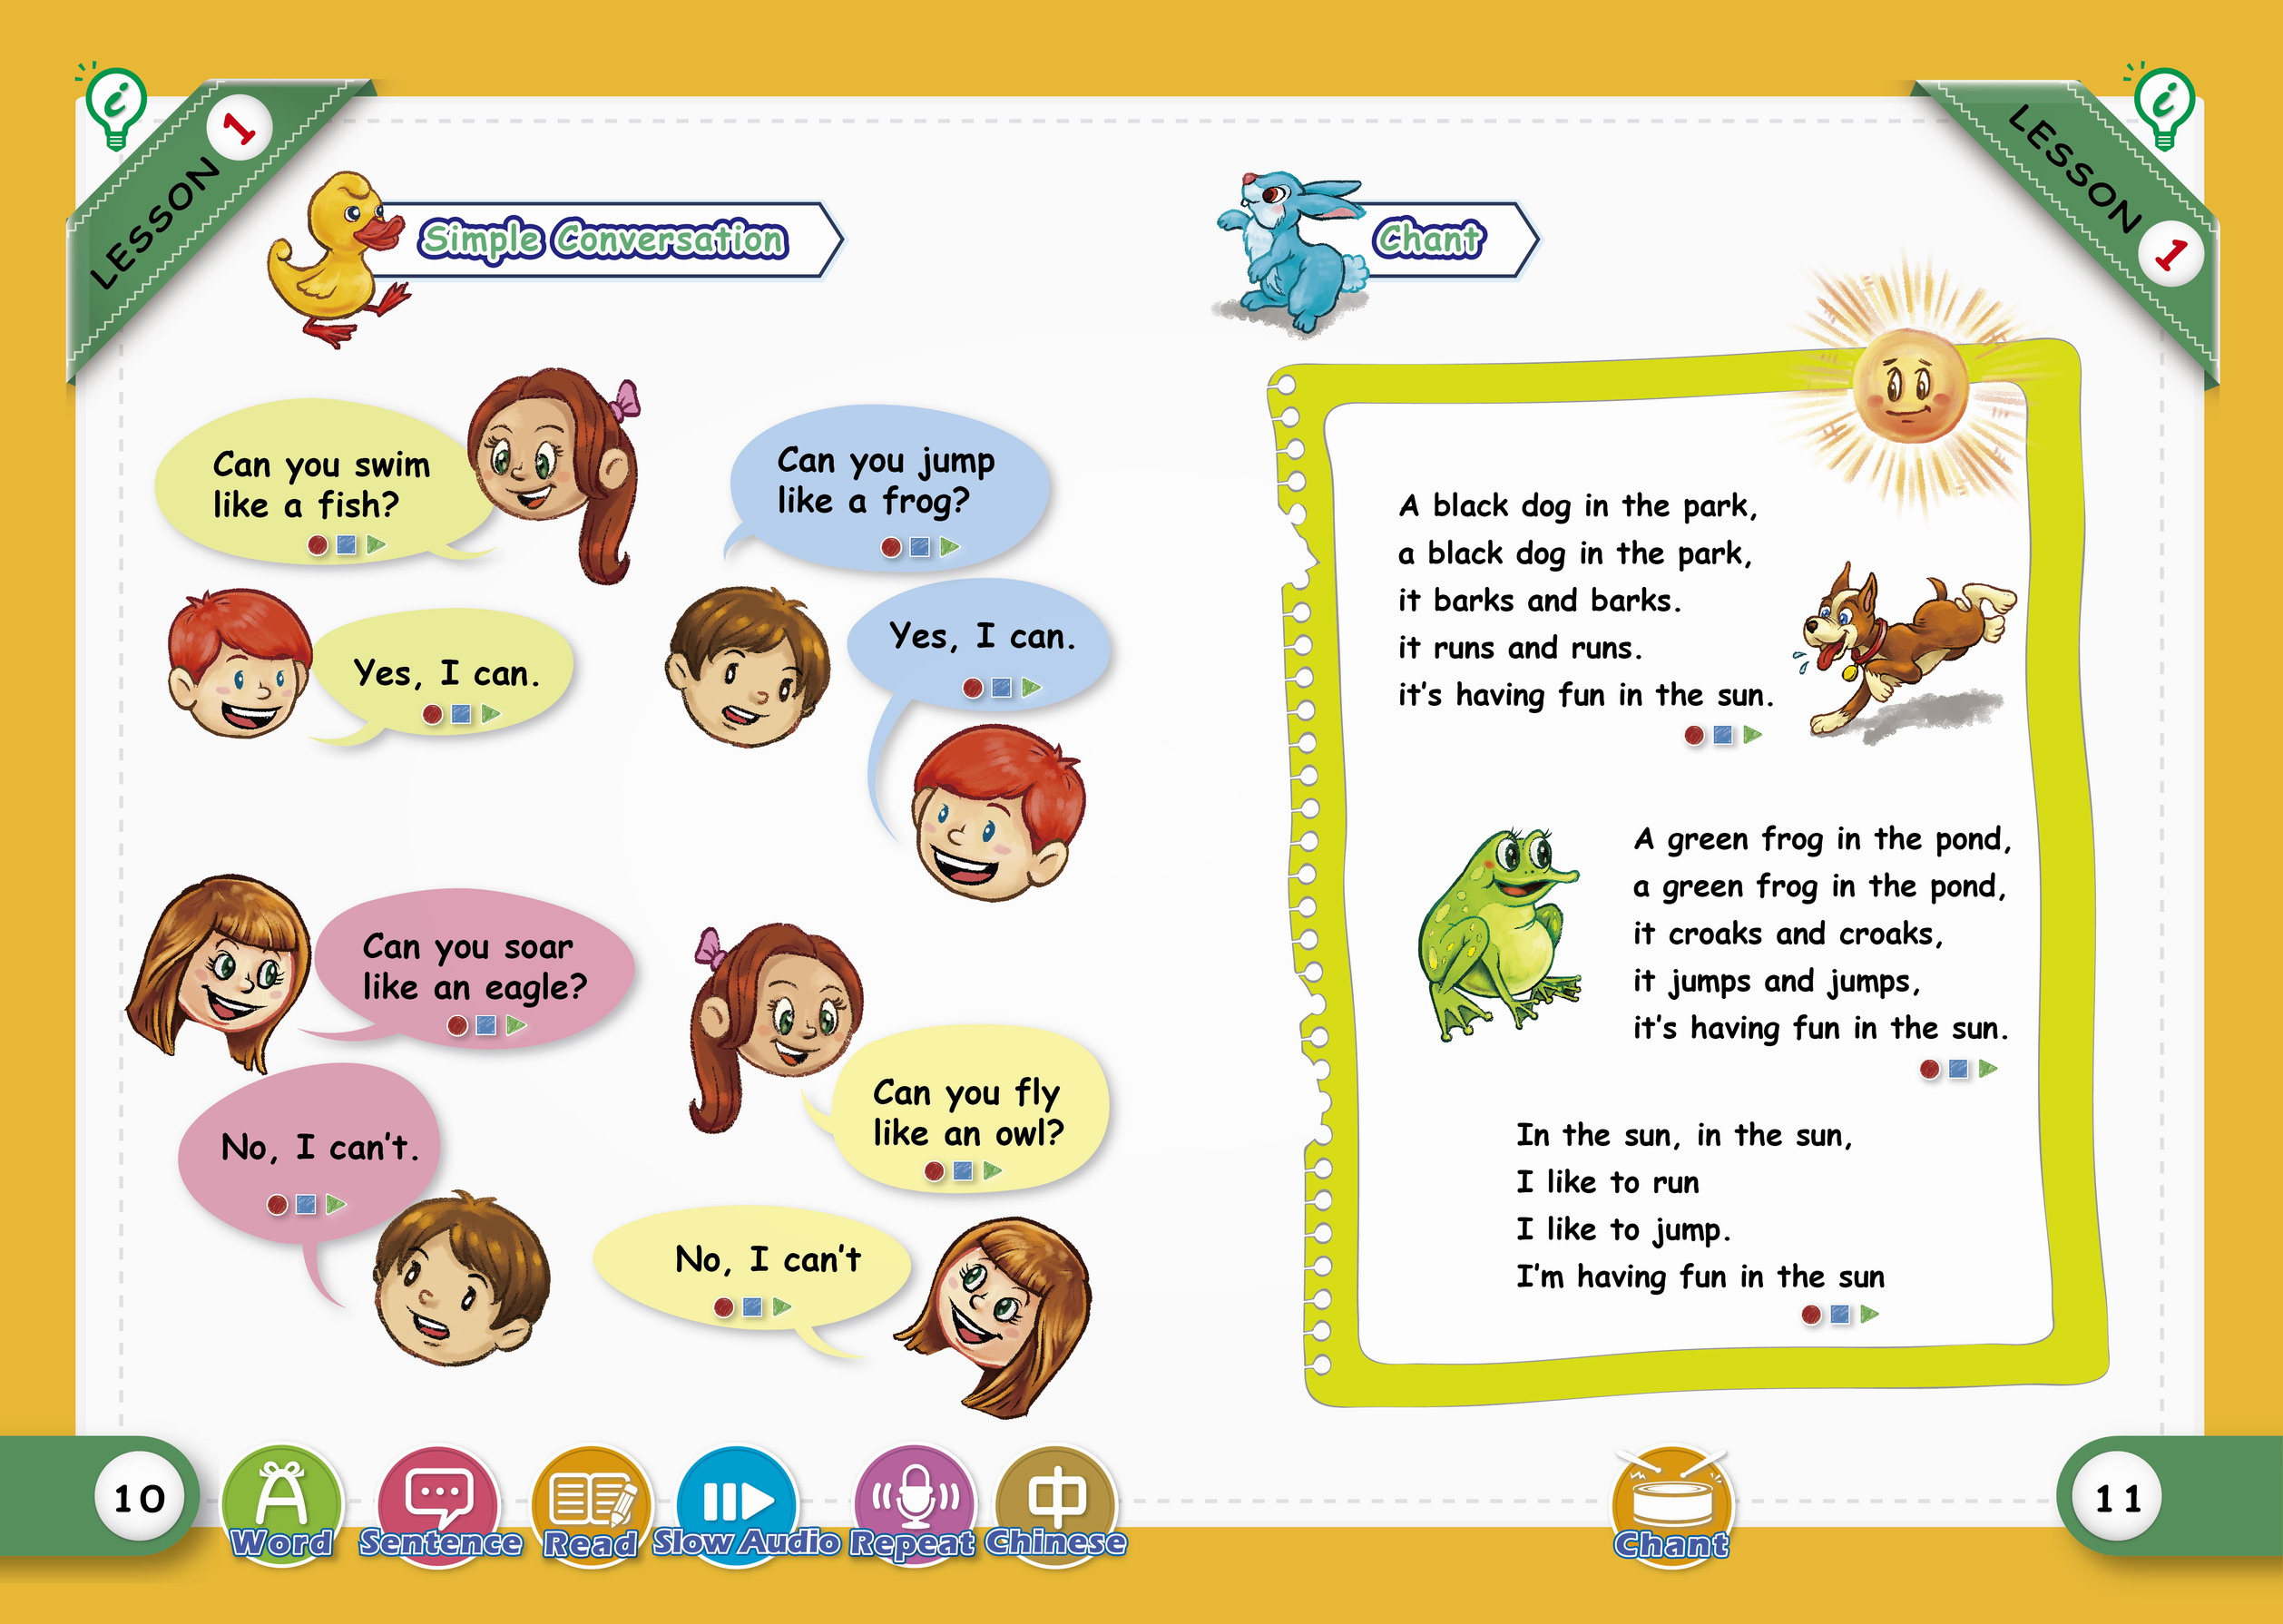 LESSON 1
Simple Conversation
Can you swim
like a fish?
Yes, I can.
Can you jump
like a frog?
Yes, I can.
Can you soar
like an eagle?
No, I can't.
Can you fly
like an owl?
No, I can't
10
Word
Sentence
Read
Slow Audio
Repeat
中
Chinese
LESSON 1
Chant
A black dog in the park,
a black dog in the park,
it barks and barks.
it runs and runs.
it's having fun in the sun.
A green frog in the pond,
a green frog in the pond,
it croaks and croaks,
it jumps and jumps,
it's having fun in the sun.
In the sun, in the sun,
I like to run
I like to jump.
I'm having fun in the sun
Chant
11